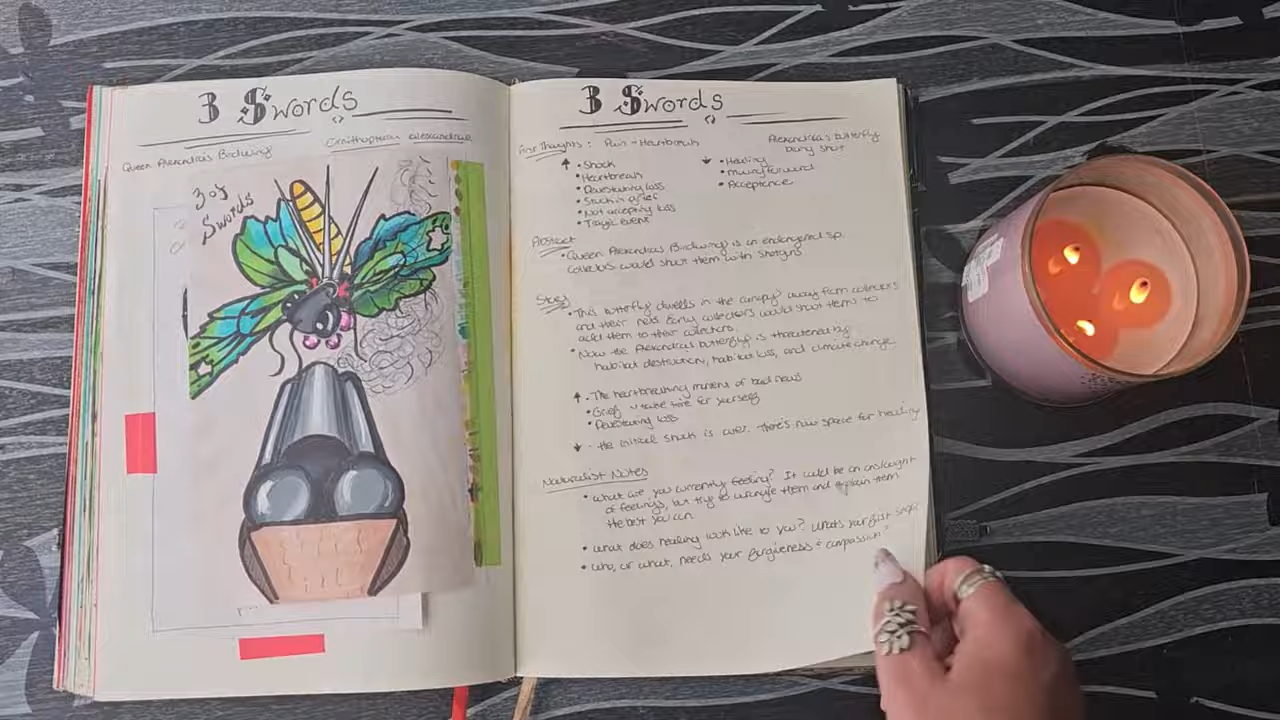 3 Swords
Queen Alexandra's Birdwing
Ornithoptera alexandrae
3 of
Swords
3 Swords
First Thoughts: Pain + Heartbreak
Alexandra's butterfly
being shot
↑ • Shock
• Heartbreak
• Devastating loss
• Stuck in grief
• Not accepting loss
• Tragic event
↓ • Healing
• Moving forward
• Acceptance
Abstract
• Queen Alexandra's Birdwing is an endangered sp.
Collectors would shoot them with shotguns
Story
• This butterfly dwells in the canopy away from collectors
and their nets. Early collectors would shoot them to
add them to their collections.
• Now the Alexandra butterfly is threatened by
habitat destruction, habitat loss, and climate change.
↑ • The heartbreaking moment of bad news
• Grief take time for yourself
• Devastating loss
↓ • the initial shock is over. There's now space for healing
Naturalist Notes
• What are you currently feeling? It could be an onslaught
of feelings, but try to wrangle them and explain them
the best you can.
• What does healing look like to you? What's your first step?
• Who, or what, needs your forgiveness + compassion?